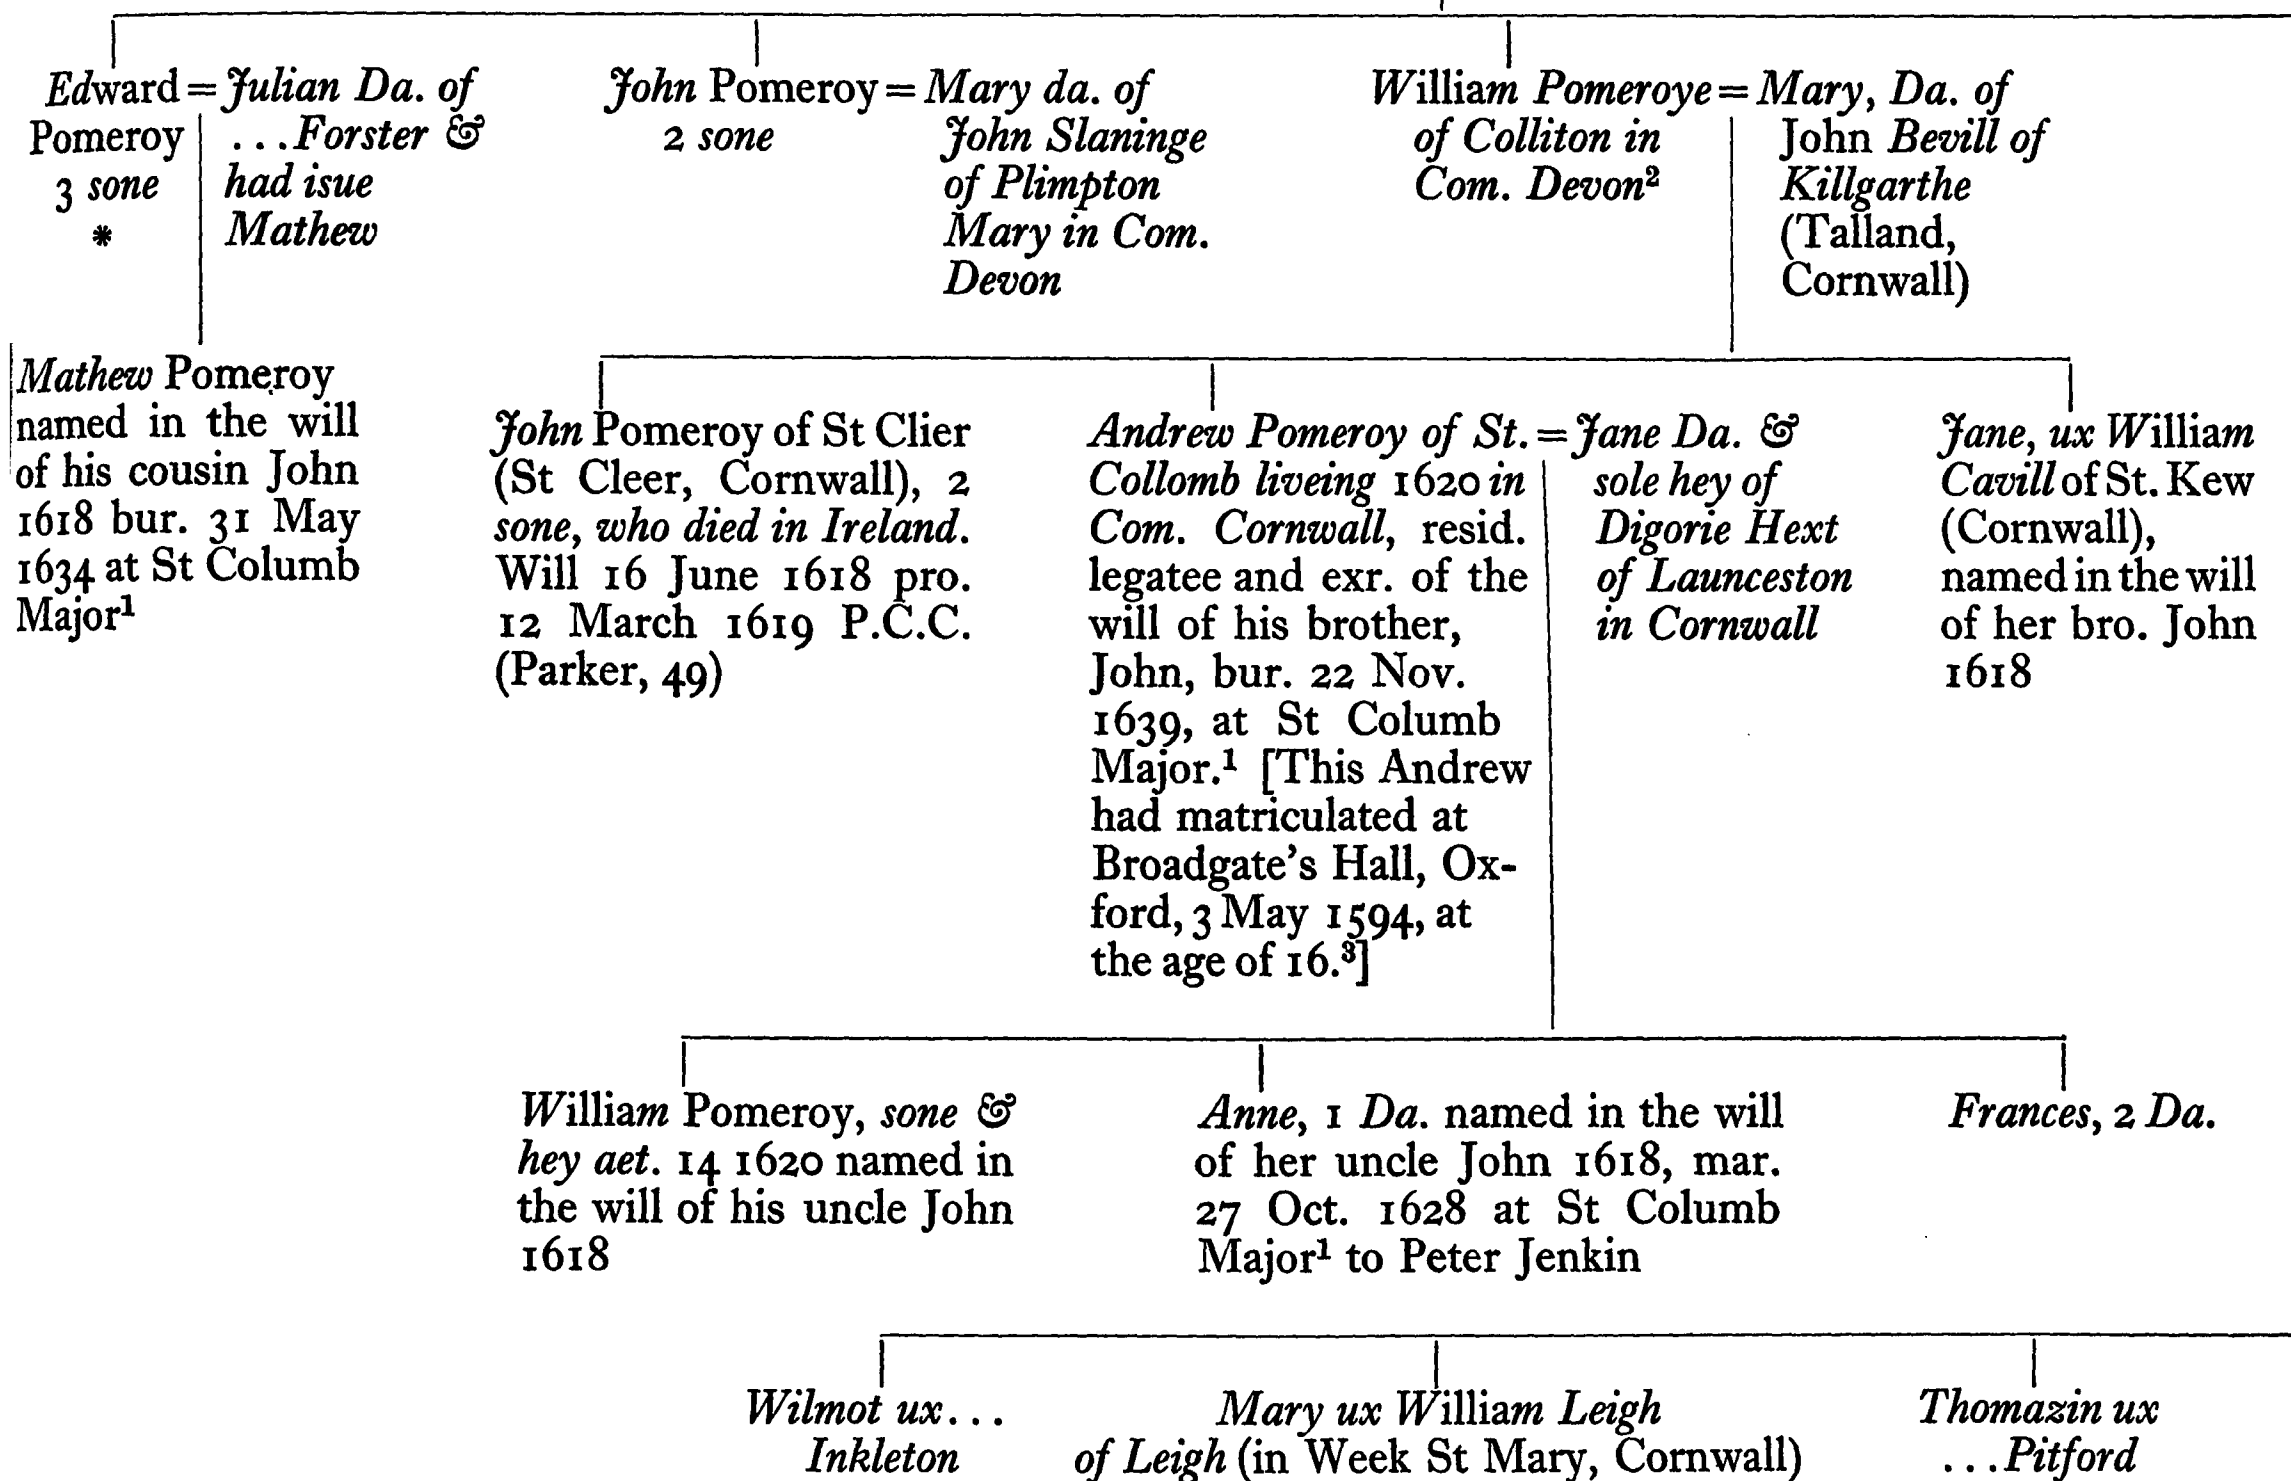 Edward = Julian Da. of
Pomeroy ...Forster &
3 sone had isue
* Mathew
John Pomeroy = Mary da. of
2 sone John Slaninge
of Plimpton
Mary in Com.
Devon
William Pomeroye = Mary, Da. of
of Colliton in John Bevill of
Com. Devon² Killgarthe
(Talland,
Cornwall)
Mathew Pomeroy
named in the will
of his cousin John
1618 bur. 31 May
1634 at St Columb
Major¹
John Pomeroy of St Clier
(St Cleer, Cornwall), 2
sone, who died in Ireland.
Will 16 June 1618 pro.
12 March 1619 P.C.C.
(Parker, 49)
Andrew Pomeroy of St. = Jane Da. &
Collomb liveing 1620 in sole hey of
Com. Cornwall, resid. Digorie Hext
legatee and exr. of the of Launceston
will of his brother, in Cornwall
John, bur. 22 Nov.
1639, at St Columb
Major.¹ [This Andrew
had matriculated at
Broadgate's Hall, Ox-
ford, 3 May 1594, at
the age of 16.³]
Jane, ux William
Cavill of St. Kew
(Cornwall),
named in the will
of her bro. John
1618
William Pomeroy, sone &
hey aet. 14 1620 named in
the will of his uncle John
1618
Anne, 1 Da. named in the will
of her uncle John 1618, mar.
27 Oct. 1628 at St Columb
Major¹ to Peter Jenkin
Frances, 2 Da.
Wilmot ux...
Inkleton
Mary ux William Leigh
of Leigh (in Week St Mary, Cornwall)
Thomazin ux
...Pitford